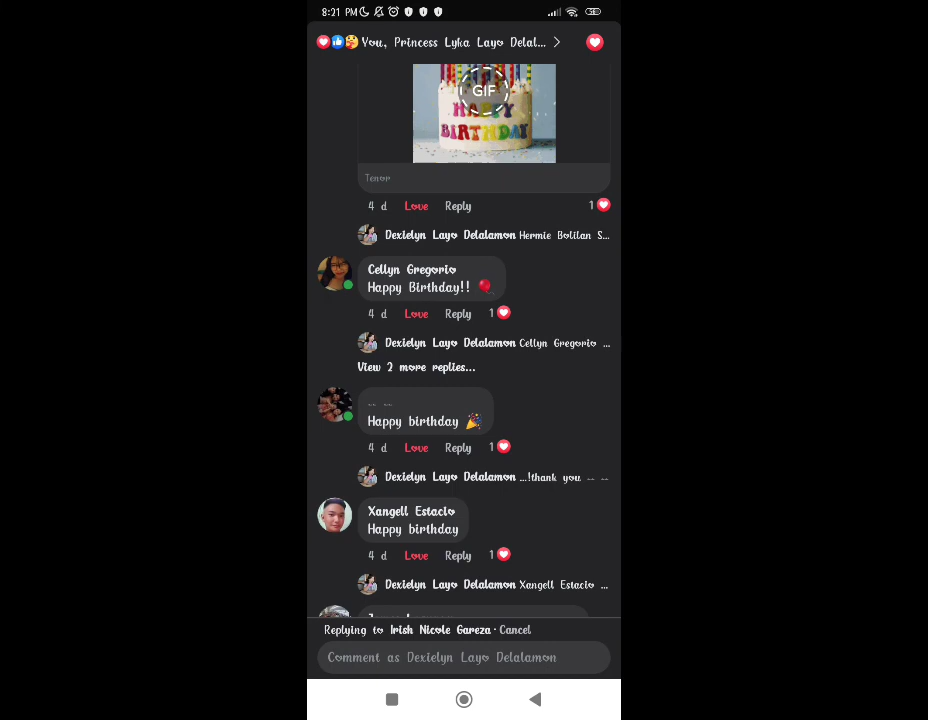 8:21 PM
58
You, Princess Lyka Layo Delal...
GIF
HAPPY
BIRTHDAY
Tenor
4 d Love Reply 1
Dexielyn Layo Delalamon Hermie Bolilan S...
Cellyn Gregorio
Happy Birthday!! 🎈
4 d Love Reply 1
Dexielyn Layo Delalamon Cellyn Gregorio ...
View 2 more replies...
-- --
Happy birthday 🎉
4 d Love Reply 1
Dexielyn Layo Delalamon ...!thank you -- --
Xangell Estacio
Happy birthday
4 d Love Reply 1
Dexielyn Layo Delalamon Xangell Estacio ...
Replying to Irish Nicole Gareza · Cancel
Comment as Dexielyn Layo Delalamon